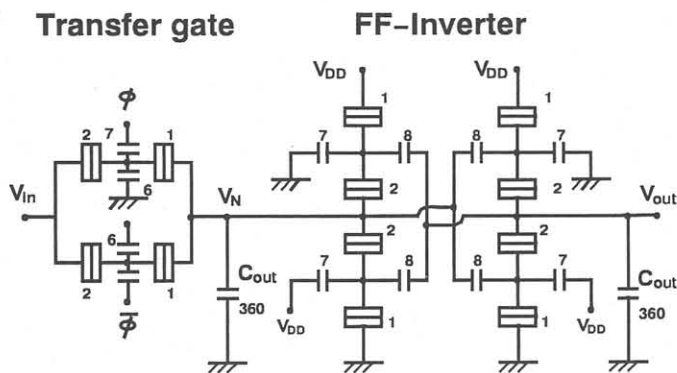 Transfer gate
FF–Inverter
ϕ
V_DD
V_DD
1
1
2
7
1
7
8
8
7
6
2
2
V_in
V_N
V_out
6
2
2
2
1
7
8
8
7
C_out
360
C_out
360
ϕ̄
V_DD
1
1
V_DD